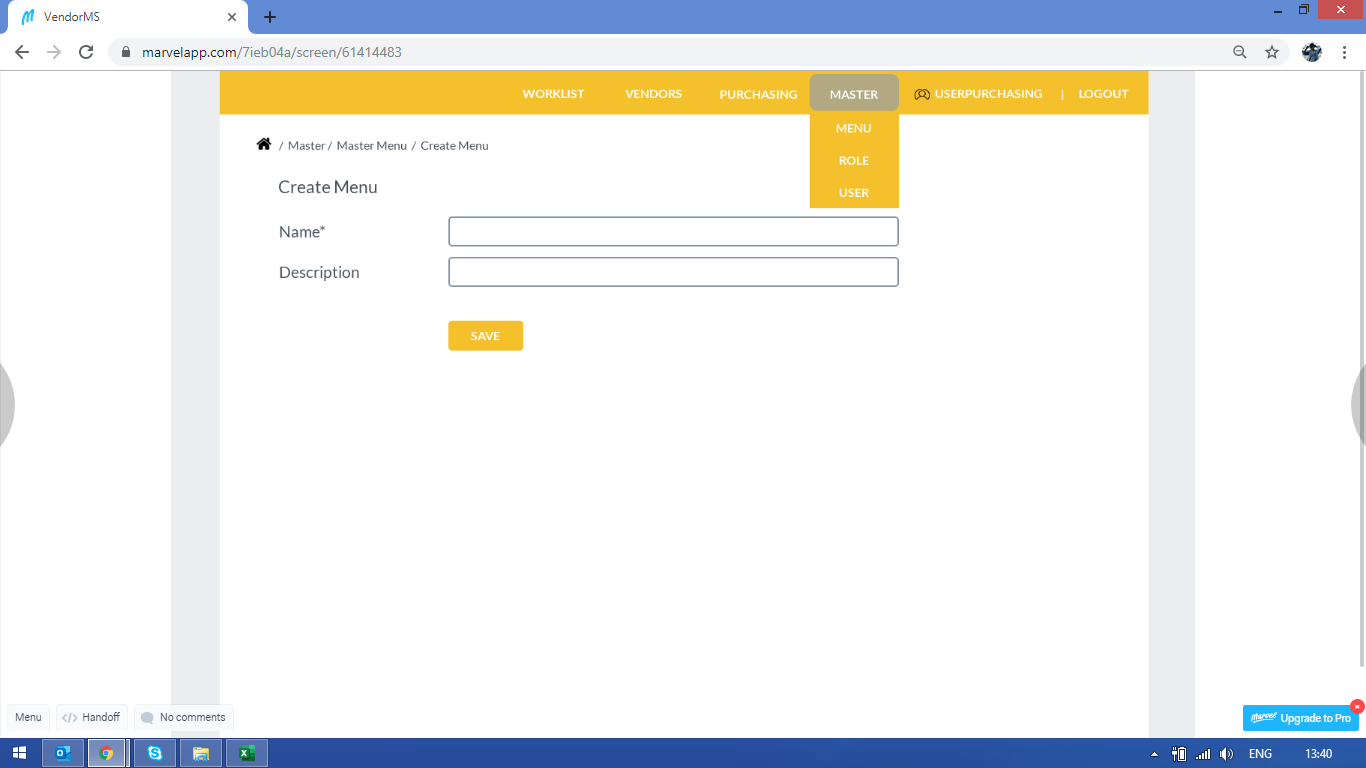 VendorMS
marvelapp.com/7ieb04a/screen/61414483
WORKLIST VENDORS PURCHASING MASTER USERPURCHASING | LOGOUT
MENU
ROLE
USER
/ Master / Master Menu / Create Menu
Create Menu
Name*
Description
SAVE
Menu </> Handoff No comments
Marvel Upgrade to Pro
ENG 13:40